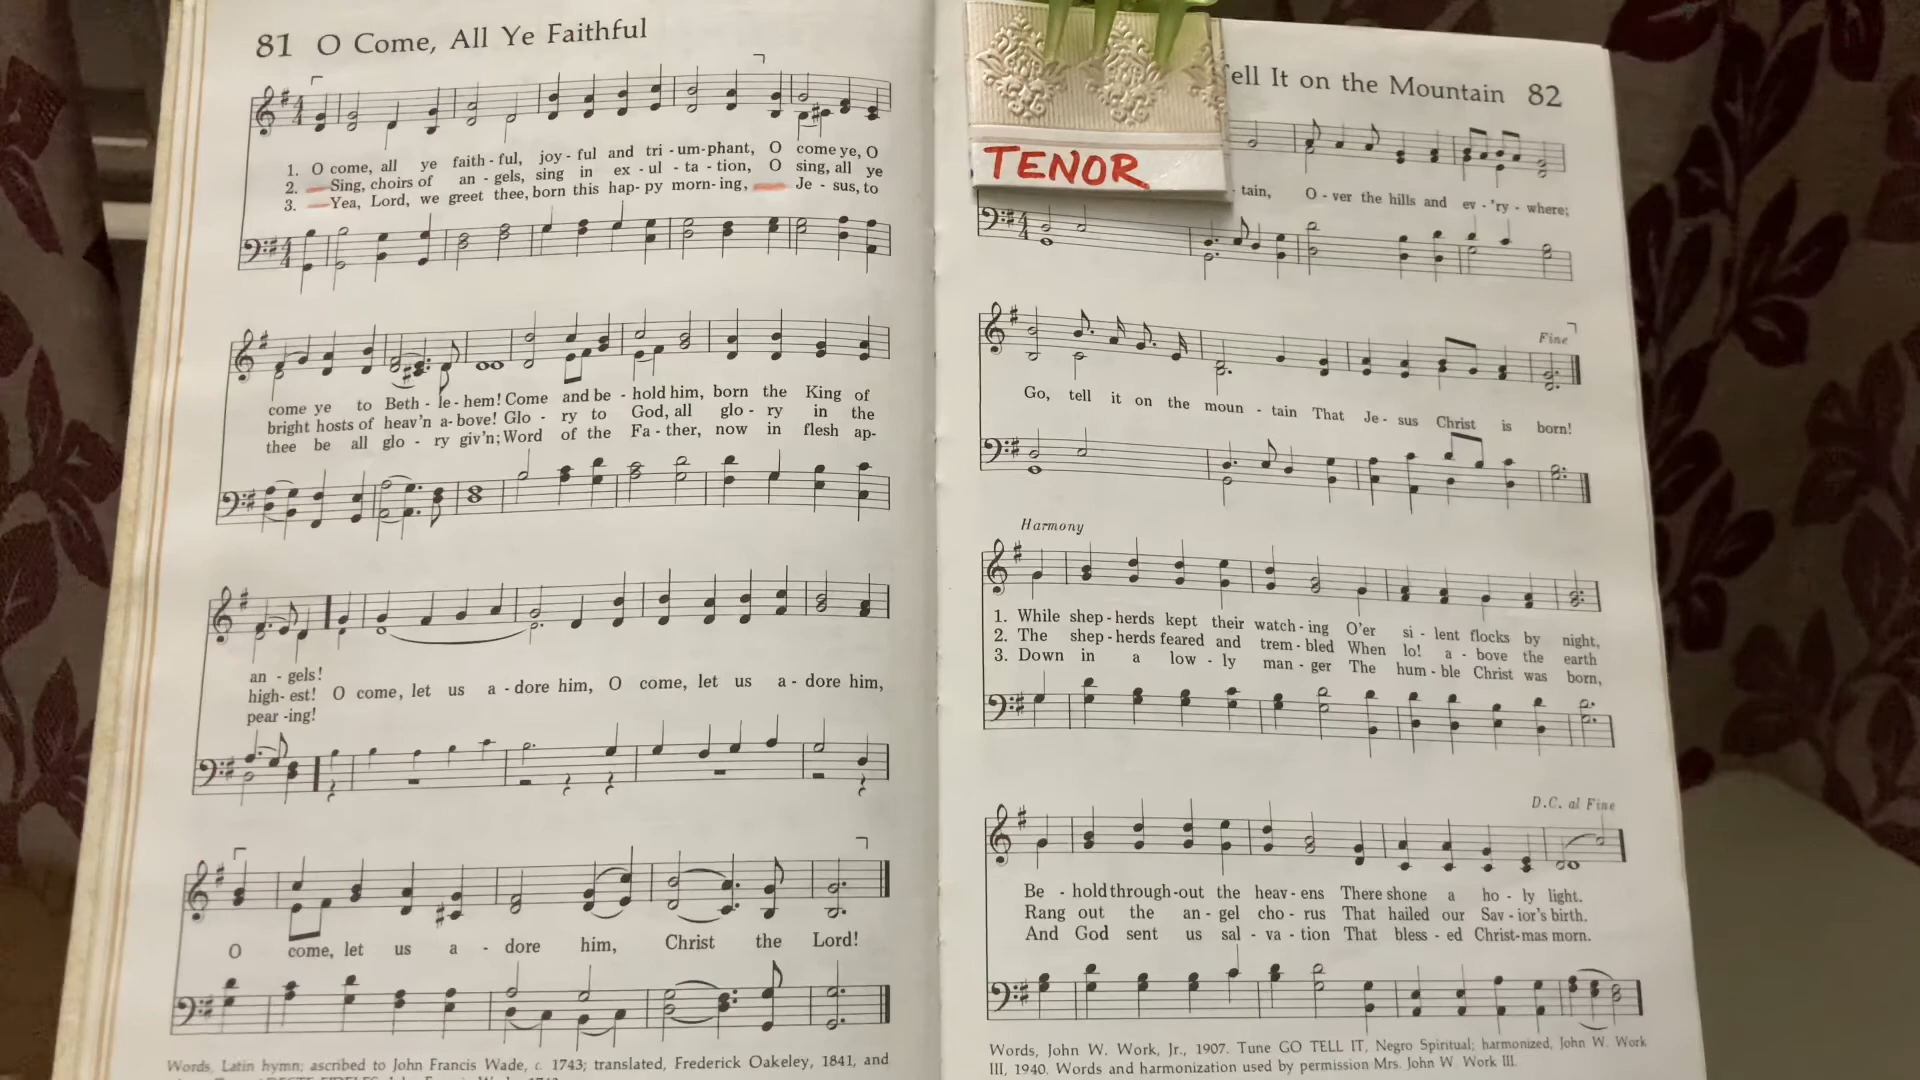 81 O Come, All Ye Faithful
1. O come, all ye faith - ful, joy - ful and tri - um-phant, O come ye, O
2. Sing, choirs of an - gels, sing in ex - ul - ta - tion, O sing, all ye
3. Yea, Lord, we greet thee, born this hap - py morn - ing, Je - sus, to
come ye to Beth - le - hem! Come and be - hold him, born the King of
bright hosts of heav'n a - bove! Glo - ry to God, all glo - ry in the
thee be all glo - ry giv'n; Word of the Fa - ther, now in flesh ap-
an - gels!
high - est! O come, let us a - dore him, O come, let us a - dore him,
pear - ing!
O come, let us a - dore him, Christ the Lord!
Words, Latin hymn; ascribed to John Francis Wade, c. 1743; translated, Frederick Oakeley, 1841, and
TENOR
Tell It on the Mountain 82
- tain, O - ver the hills and ev - 'ry - where;
Fine
Go, tell it on the moun - tain That Je - sus Christ is born!
Harmony
1. While shep - herds kept their watch - ing O'er si - lent flocks by night,
2. The shep - herds feared and trem - bled When lo! a - bove the earth
3. Down in a low - ly man - ger The hum - ble Christ was born,
D.C. al Fine
Be - hold through - out the heav - ens There shone a ho - ly light.
Rang out the an - gel cho - rus That hailed our Sav - ior's birth.
And God sent us sal - va - tion That bless - ed Christ-mas morn.
Words, John W. Work, Jr., 1907. Tune GO TELL IT, Negro Spiritual; harmonized, John W. Work
III, 1940. Words and harmonization used by permission Mrs. John W. Work III.